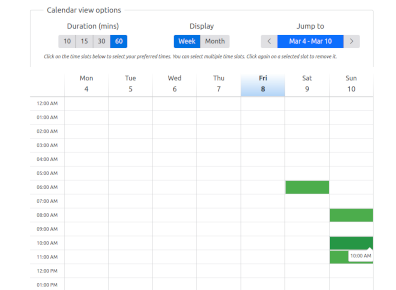 Calendar view options
Duration (mins)
Display
Jump to
10 15 30 60
Week Month
< Mar 4 - Mar 10 >
Click on the time slots below to select your preferred times. You can select multiple time slots. Click again on a selected slot to remove it.
Mon Tue Wed Thu Fri Sat Sun
4 5 6 7 8 9 10
12:00 AM
01:00 AM
02:00 AM
03:00 AM
04:00 AM
05:00 AM
06:00 AM
07:00 AM
08:00 AM
09:00 AM
10:00 AM
11:00 AM
10:00 AM
12:00 PM
01:00 PM